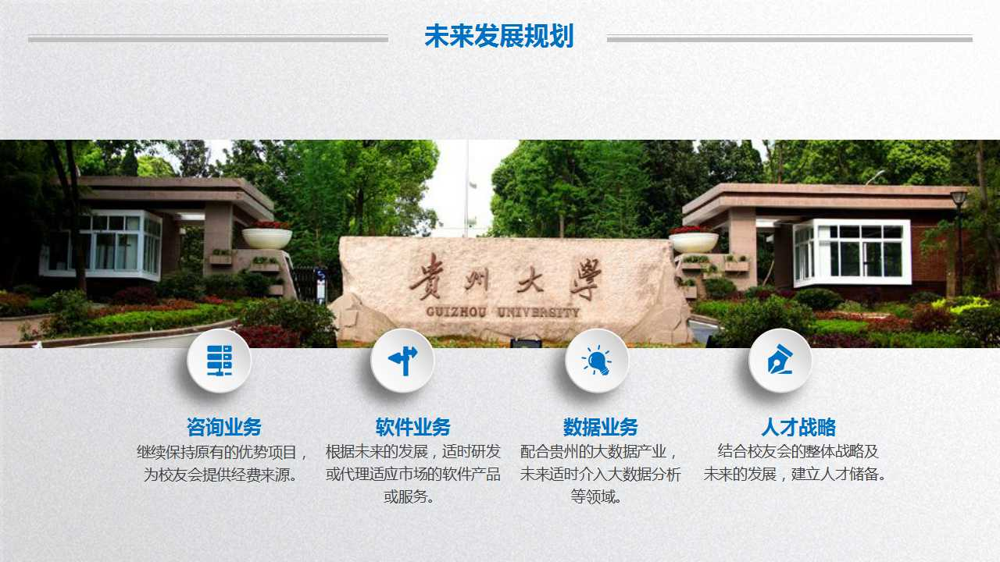 未来发展规划
貴州大學
GUIZHOU UNIVERSITY
咨询业务
继续保持原有的优势项目，
为校友会提供经费来源。
软件业务
根据未来的发展，适时研发
或代理适应市场的软件产品
或服务。
数据业务
配合贵州的大数据产业，
未来适时介入大数据分析
等领域。
人才战略
结合校友会的整体战略及
未来的发展，建立人才储备。